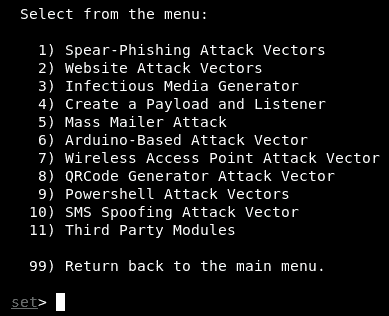 Select from the menu:
1) Spear-Phishing Attack Vectors
2) Website Attack Vectors
3) Infectious Media Generator
4) Create a Payload and Listener
5) Mass Mailer Attack
6) Arduino-Based Attack Vector
7) Wireless Access Point Attack Vector
8) QRCode Generator Attack Vector
9) Powershell Attack Vectors
10) SMS Spoofing Attack Vector
11) Third Party Modules
99) Return back to the main menu.
set>